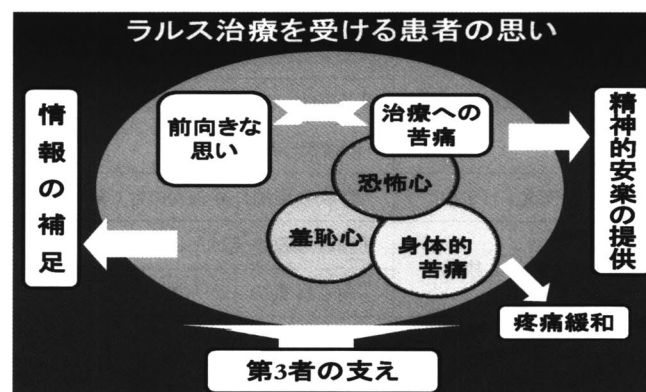 ラルス治療を受ける患者の思い
情報の補足
前向きな
思い
治療への
苦痛
恐怖心
羞恥心
身体的
苦痛
精神的安楽の提供
疼痛緩和
第3者の支え